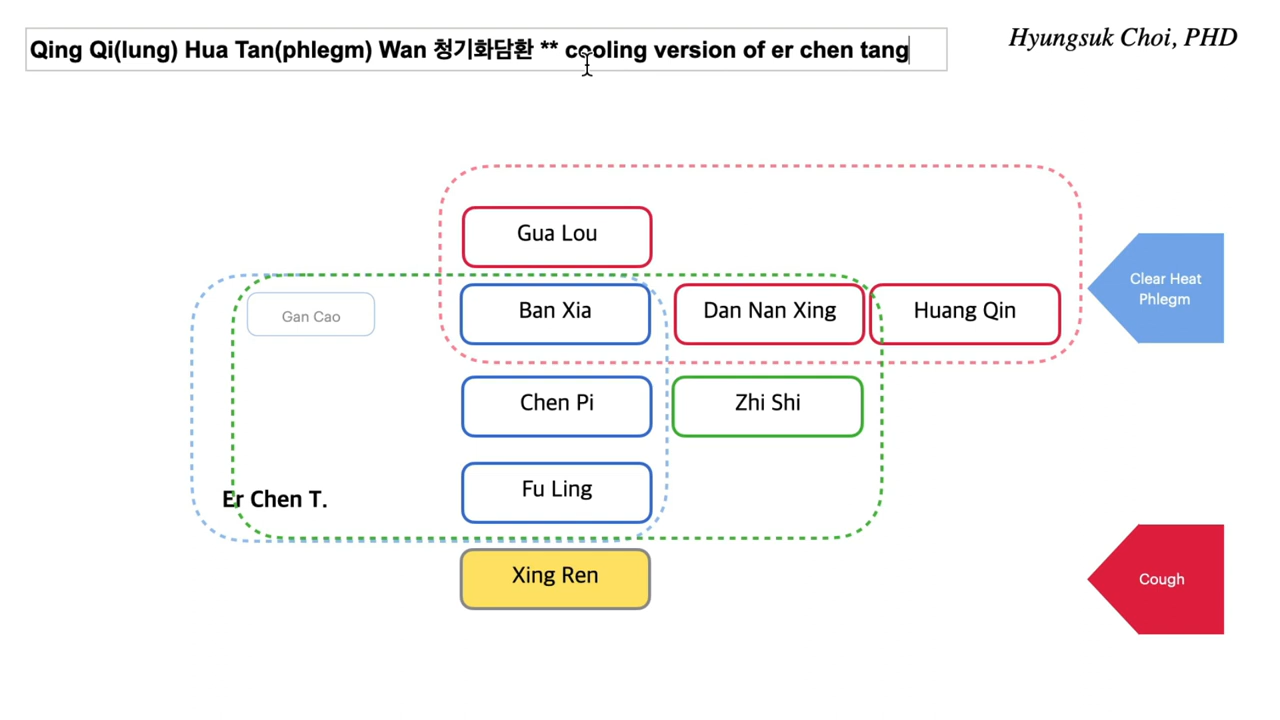 Qing Qi(lung) Hua Tan(phlegm) Wan 청기화담환 ** cooling version of er chen tang
Hyungsuk Choi, PHD
Gua Lou
Clear Heat
Phlegm
Gan Cao
Ban Xia
Dan Nan Xing
Huang Qin
Chen Pi
Zhi Shi
Er Chen T.
Fu Ling
Xing Ren
Cough